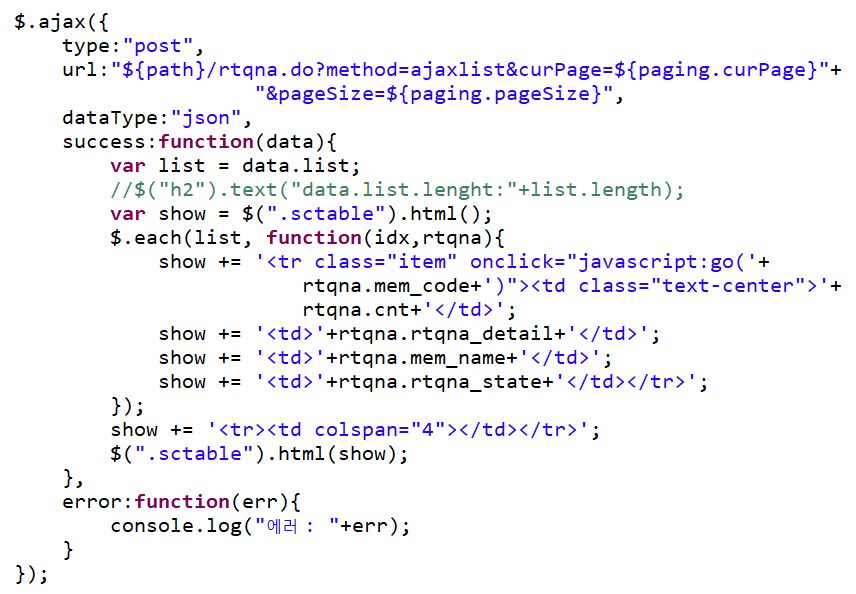 $.ajax({
    type:"post",
    url:"${path}/rtqna.do?method=ajaxlist&curPage=${paging.curPage}"+
                    "&pageSize=${paging.pageSize}",
    dataType:"json",
    success:function(data){
        var list = data.list;
        //$("h2").text("data.list.lenght:"+list.length);
        var show = $(".sctable").html();
        $.each(list, function(idx,rtqna){
            show += '<tr class="item" onclick="javascript:go('+
                        rtqna.mem_code+')"><td class="text-center">'+
                        rtqna.cnt+'</td>';
            show += '<td>'+rtqna.rtqna_detail+'</td>';
            show += '<td>'+rtqna.mem_name+'</td>';
            show += '<td>'+rtqna.rtqna_state+'</td></tr>';
        });
        show += '<tr><td colspan="4"></td></tr>';
        $(".sctable").html(show);
    },
    error:function(err){
        console.log("에러 : "+err);
    }
});